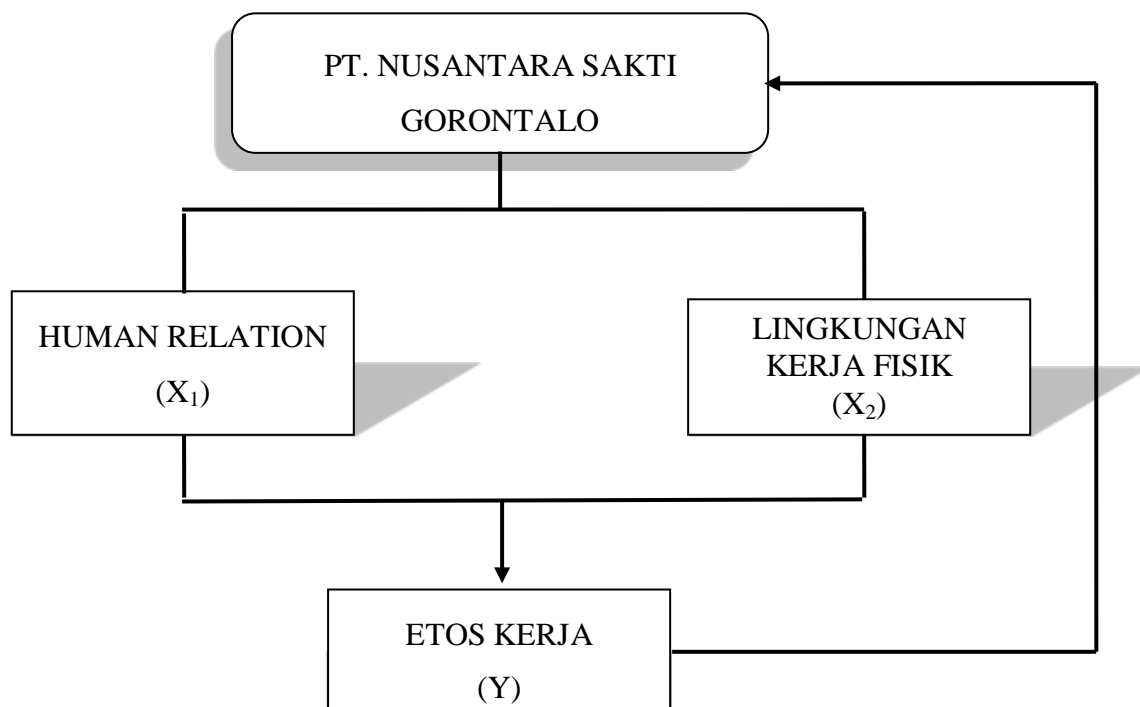 PT. NUSANTARA SAKTI
GORONTALO
HUMAN RELATION
(X₁)
LINGKUNGAN
KERJA FISIK
(X₂)
ETOS KERJA
(Y)